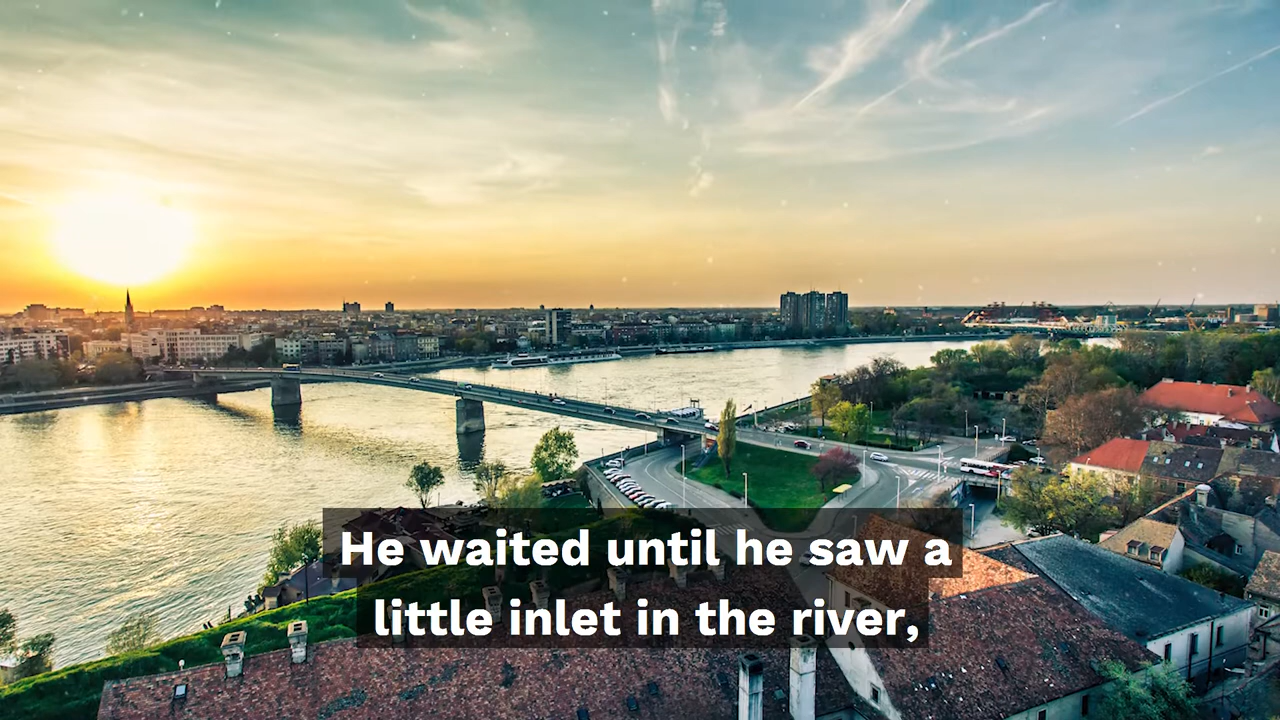 He waited until he saw a
little inlet in the river,